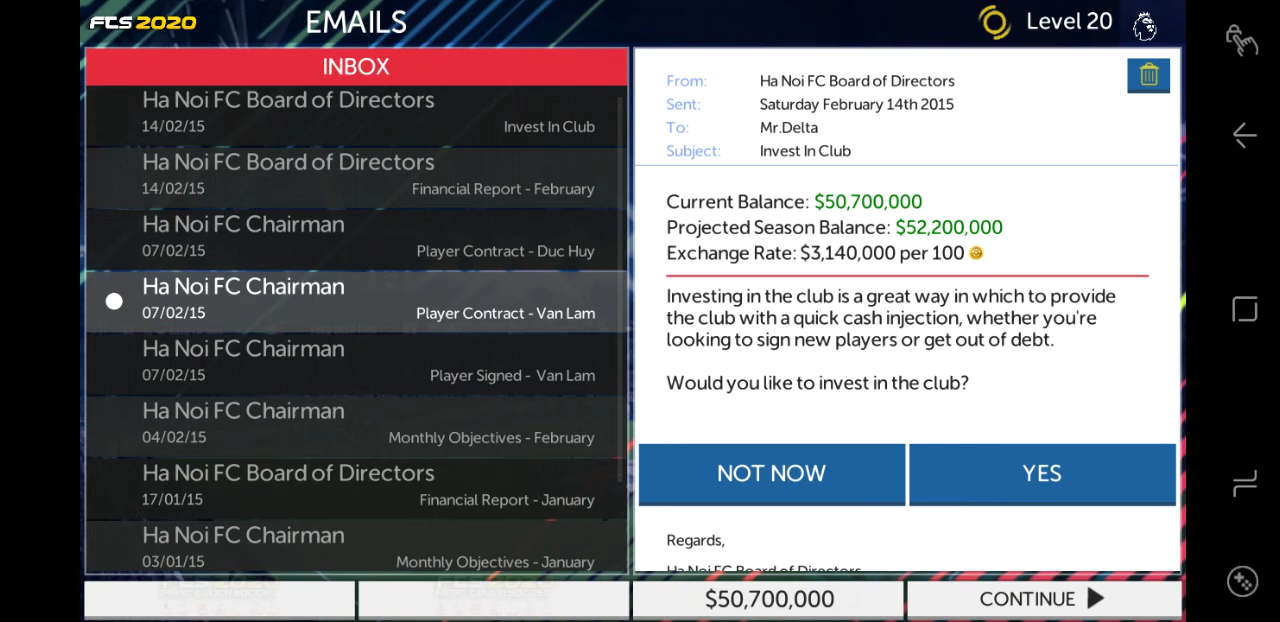 FTS 2020
EMAILS
Level 20
INBOX
Ha Noi FC Board of Directors
14/02/15 Invest In Club
Ha Noi FC Board of Directors
14/02/15 Financial Report - February
Ha Noi FC Chairman
07/02/15 Player Contract - Duc Huy
Ha Noi FC Chairman
07/02/15 Player Contract - Van Lam
Ha Noi FC Chairman
07/02/15 Player Signed - Van Lam
Ha Noi FC Chairman
04/02/15 Monthly Objectives - February
Ha Noi FC Board of Directors
17/01/15 Financial Report - January
Ha Noi FC Chairman
03/01/15 Monthly Objectives - January
From: Ha Noi FC Board of Directors
Sent: Saturday February 14th 2015
To: Mr.Delta
Subject: Invest In Club
Current Balance: $50,700,000
Projected Season Balance: $52,200,000
Exchange Rate: $3,140,000 per 100
Investing in the club is a great way in which to provide
the club with a quick cash injection, whether you're
looking to sign new players or get out of debt.
Would you like to invest in the club?
NOT NOW
YES
Regards,
Ha Noi FC Board of Directors
$50,700,000
CONTINUE